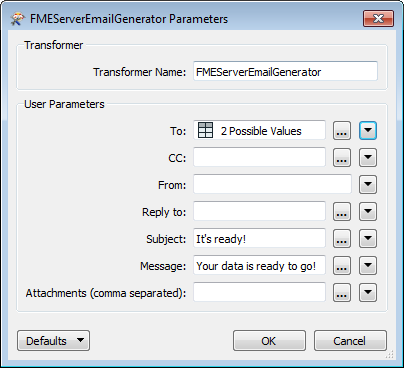 FMEServerEmailGenerator Parameters
Transformer
Transformer Name: FMEServerEmailGenerator
User Parameters
To: 2 Possible Values ...
CC: ...
From:
Reply to: ...
Subject: It's ready! ...
Message: Your data is ready to go! ...
Attachments (comma separated): ...
Defaults OK Cancel